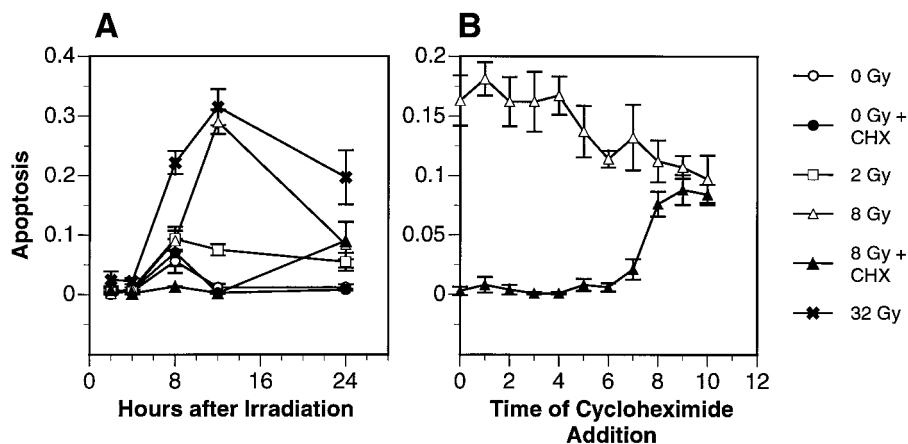 A
B
0.4
0.3
0.2
0.1
0
Apoptosis
0 8 16 24
Hours after Irradiation
0.2
0.15
0.1
0.05
0
0 2 4 6 8 10 12
Time of Cycloheximide
Addition
0 Gy
0 Gy +
CHX
2 Gy
8 Gy
8 Gy +
CHX
32 Gy